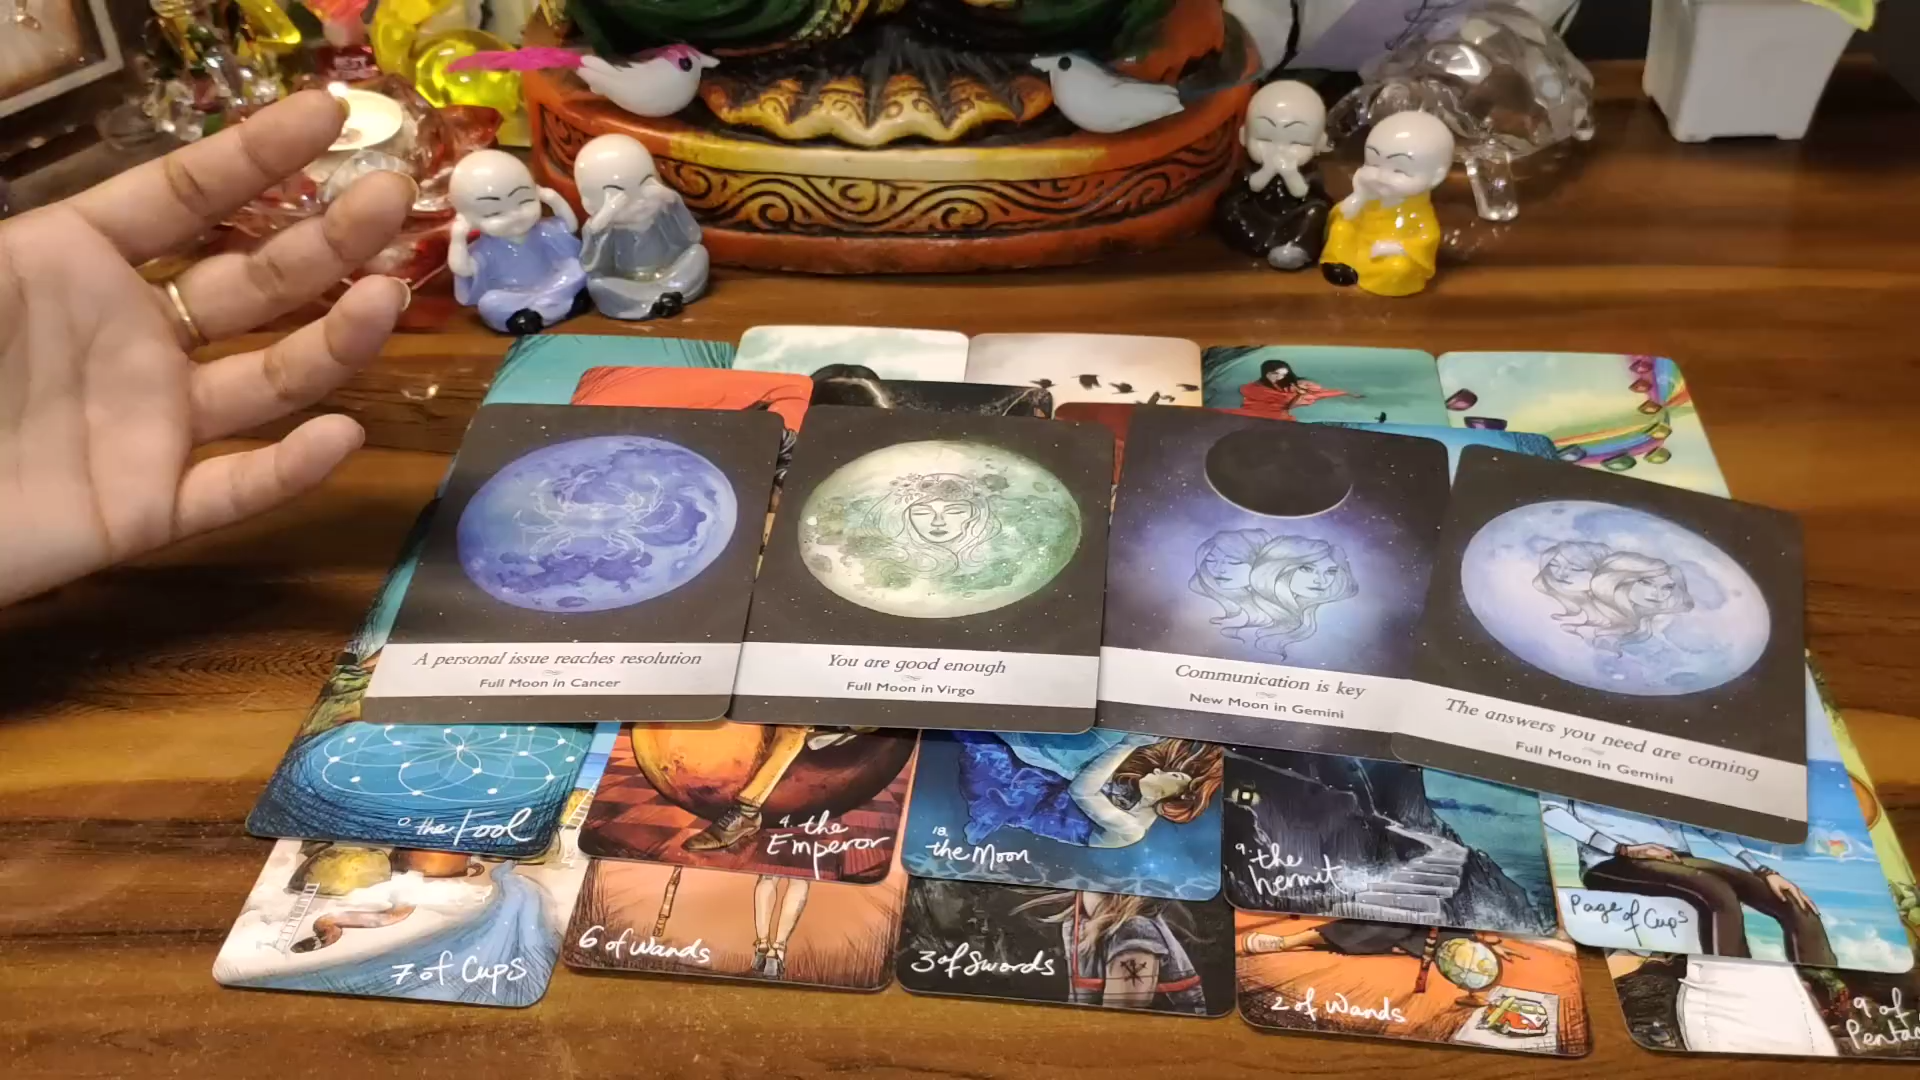 A personal issue reaches resolution
Full Moon in Cancer
You are good enough
Full Moon in Virgo
Communication is key
New Moon in Gemini
The answers you need are coming
Full Moon in Gemini
0 the Fool
4. the
Emperor
18.
the Moon
9. the
hermit
Page of Cups
7 of Cups
6 of Wands
3 of Swords
2 of Wands
9 of